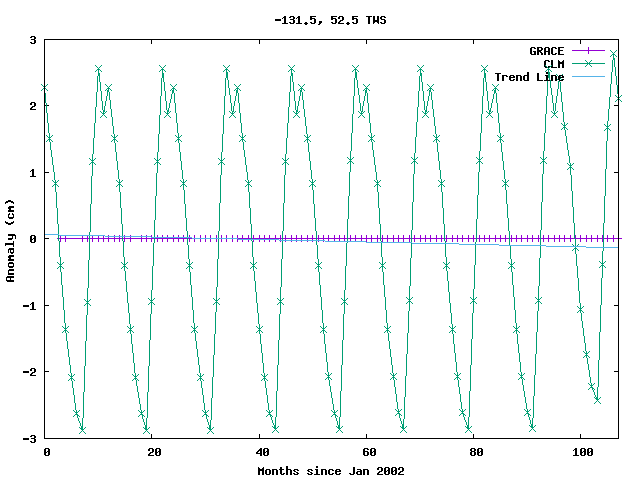 -131.5, 52.5 TWS
GRACE
CLM
Trend Line
3
2
1
0
-1
-2
-3
Anomaly (cm)
0 20 40 60 80 100
Months since Jan 2002